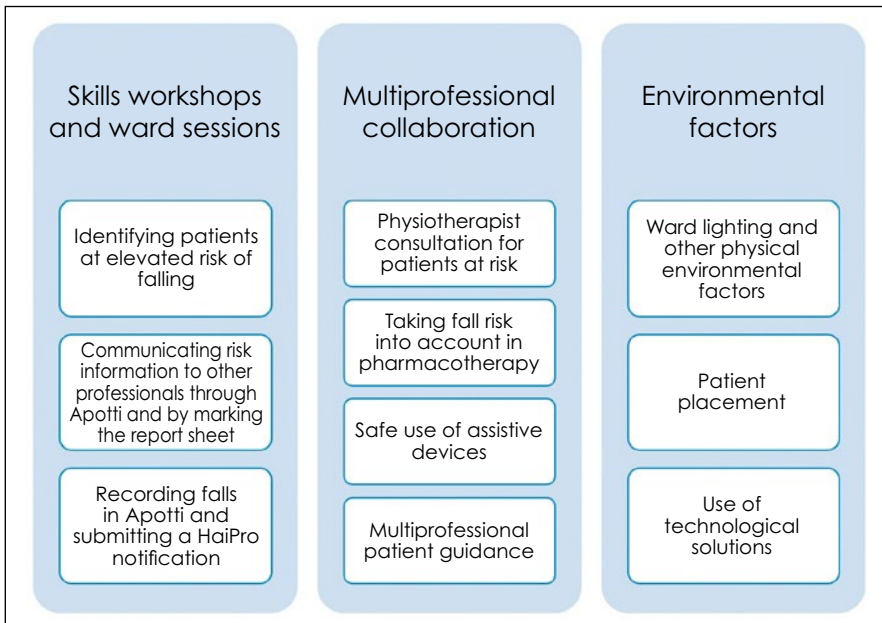 Skills workshops
and ward sessions
Identifying patients
at elevated risk of
falling
Communicating risk
information to other
professionals through
Apotti and by marking
the report sheet
Recording falls
in Apotti and
submitting a HaiPro
notification
Multiprofessional
collaboration
Physiotherapist
consultation for
patients at risk
Taking fall risk
into account in
pharmacotherapy
Safe use of assistive
devices
Multiprofessional
patient guidance
Environmental
factors
Ward lighting and
other physical
environmental
factors
Patient
placement
Use of
technological
solutions